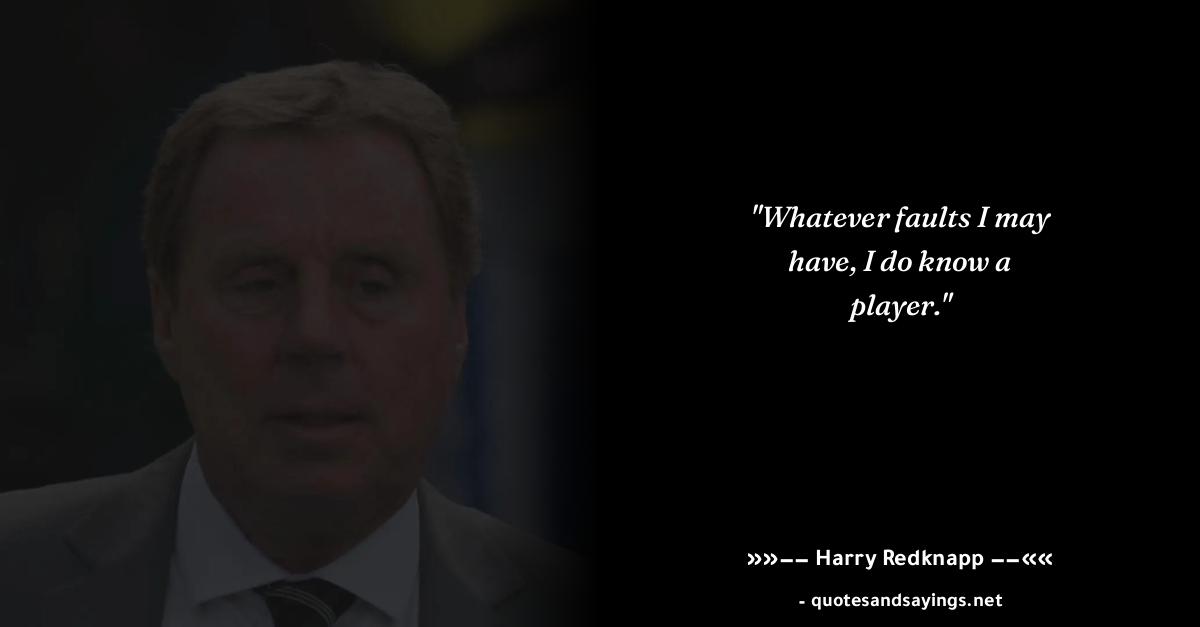 "Whatever faults I may
have, I do know a
player."
»»–– Harry Redknapp ––««
- quotesandsayings.net